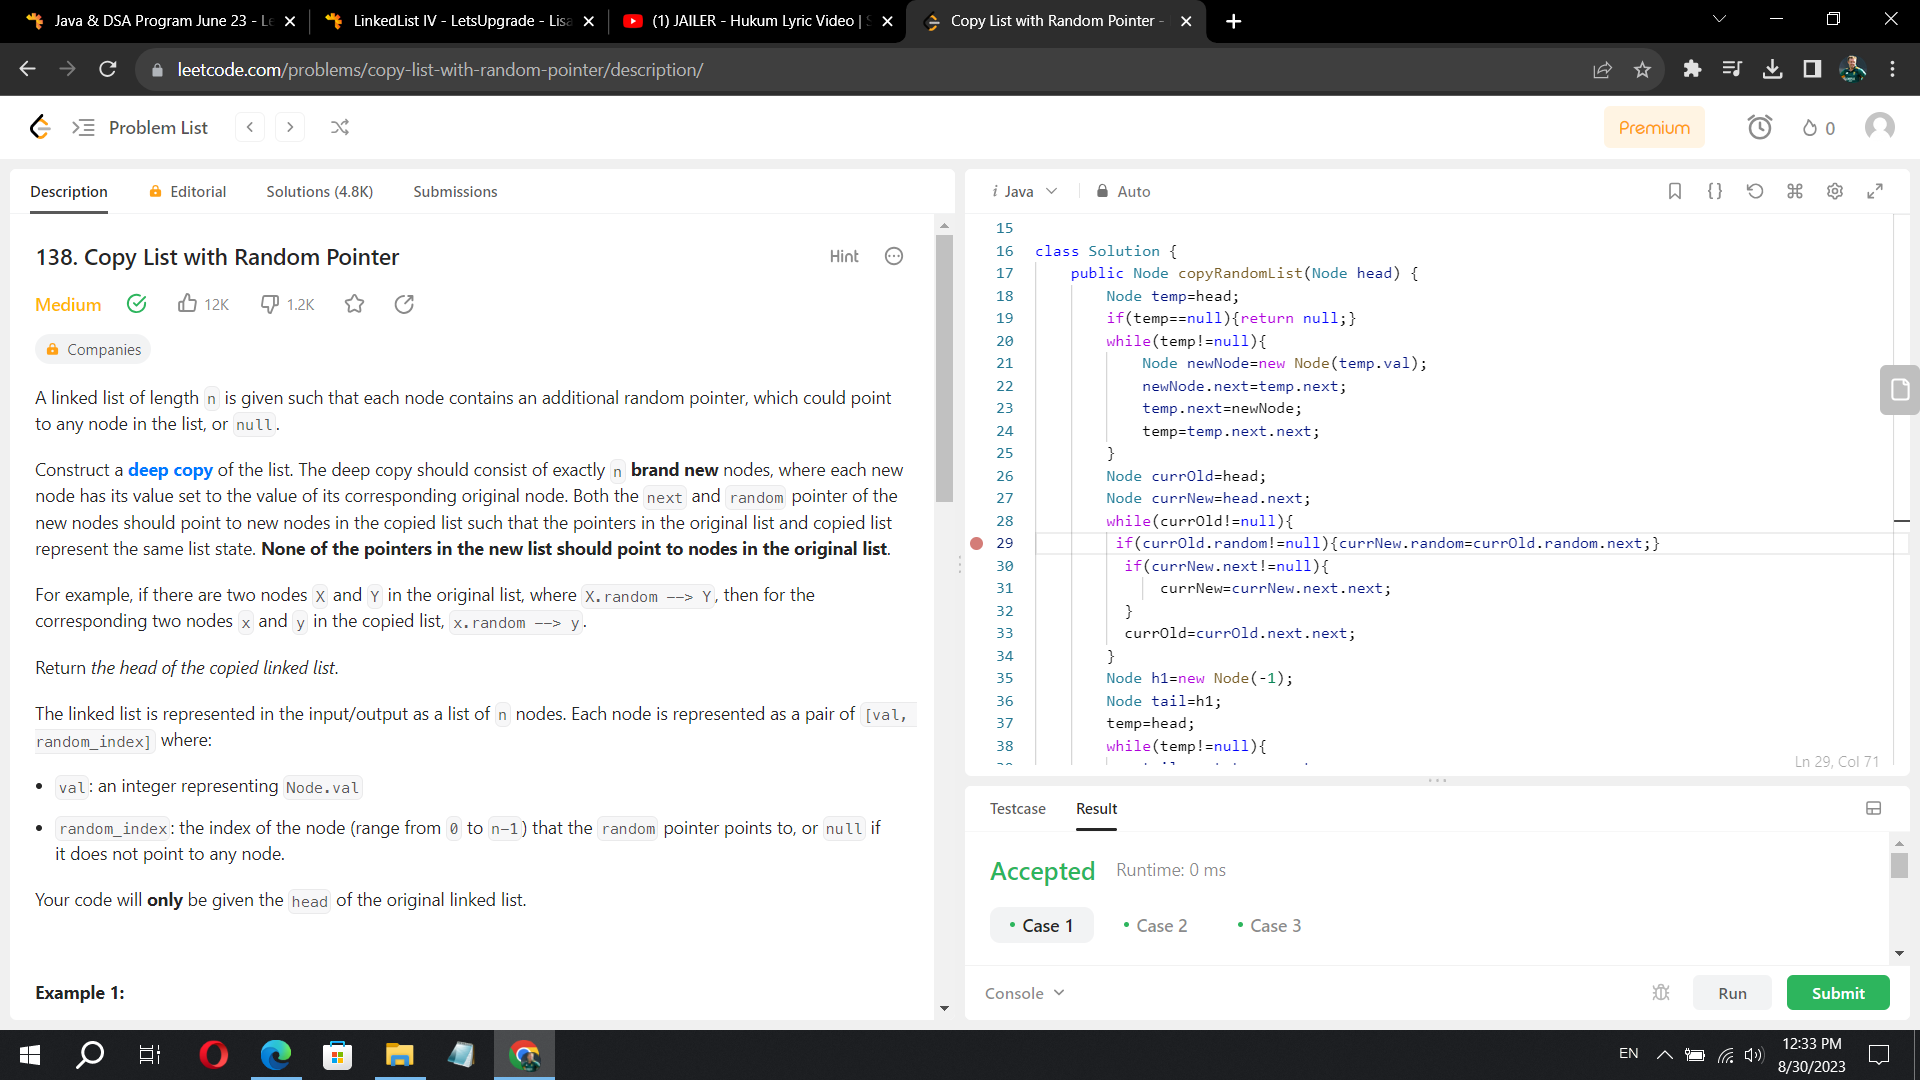 Java & DSA Program June 23 - Le
LinkedList IV - LetsUpgrade - Lisa
(1) JAILER - Hukum Lyric Video | S
Copy List with Random Pointer -
leetcode.com/problems/copy-list-with-random-pointer/description/
Problem List
Premium
0
Description
Editorial
Solutions (4.8K)
Submissions
138. Copy List with Random Pointer
Hint
Medium
12K
1.2K
Companies
A linked list of length n is given such that each node contains an additional random pointer, which could point
to any node in the list, or null.
Construct a deep copy of the list. The deep copy should consist of exactly n brand new nodes, where each new
node has its value set to the value of its corresponding original node. Both the next and random pointer of the
new nodes should point to new nodes in the copied list such that the pointers in the original list and copied list
represent the same list state. None of the pointers in the new list should point to nodes in the original list.
For example, if there are two nodes X and Y in the original list, where X.random --> Y, then for the
corresponding two nodes x and y in the copied list, x.random --> y.
Return the head of the copied linked list.
The linked list is represented in the input/output as a list of n nodes. Each node is represented as a pair of [val,
random_index] where:
• val: an integer representing Node.val
• random_index: the index of the node (range from 0 to n-1) that the random pointer points to, or null if
it does not point to any node.
Your code will only be given the head of the original linked list.
Example 1:
i Java
Auto
15
16 class Solution {
17 public Node copyRandomList(Node head) {
18 Node temp=head;
19 if(temp==null){return null;}
20 while(temp!=null){
21 Node newNode=new Node(temp.val);
22 newNode.next=temp.next;
23 temp.next=newNode;
24 temp=temp.next.next;
25 }
26 Node currOld=head;
27 Node currNew=head.next;
28 while(currOld!=null){
29 if(currOld.random!=null){currNew.random=currOld.random.next;}
30 if(currNew.next!=null){
31 currNew=currNew.next.next;
32 }
33 currOld=currOld.next.next;
34 }
35 Node h1=new Node(-1);
36 Node tail=h1;
37 temp=head;
38 while(temp!=null){
Ln 29, Col 71
Testcase
Result
Accepted
Runtime: 0 ms
• Case 1
• Case 2
• Case 3
Console
Run
Submit
EN
12:33 PM
8/30/2023